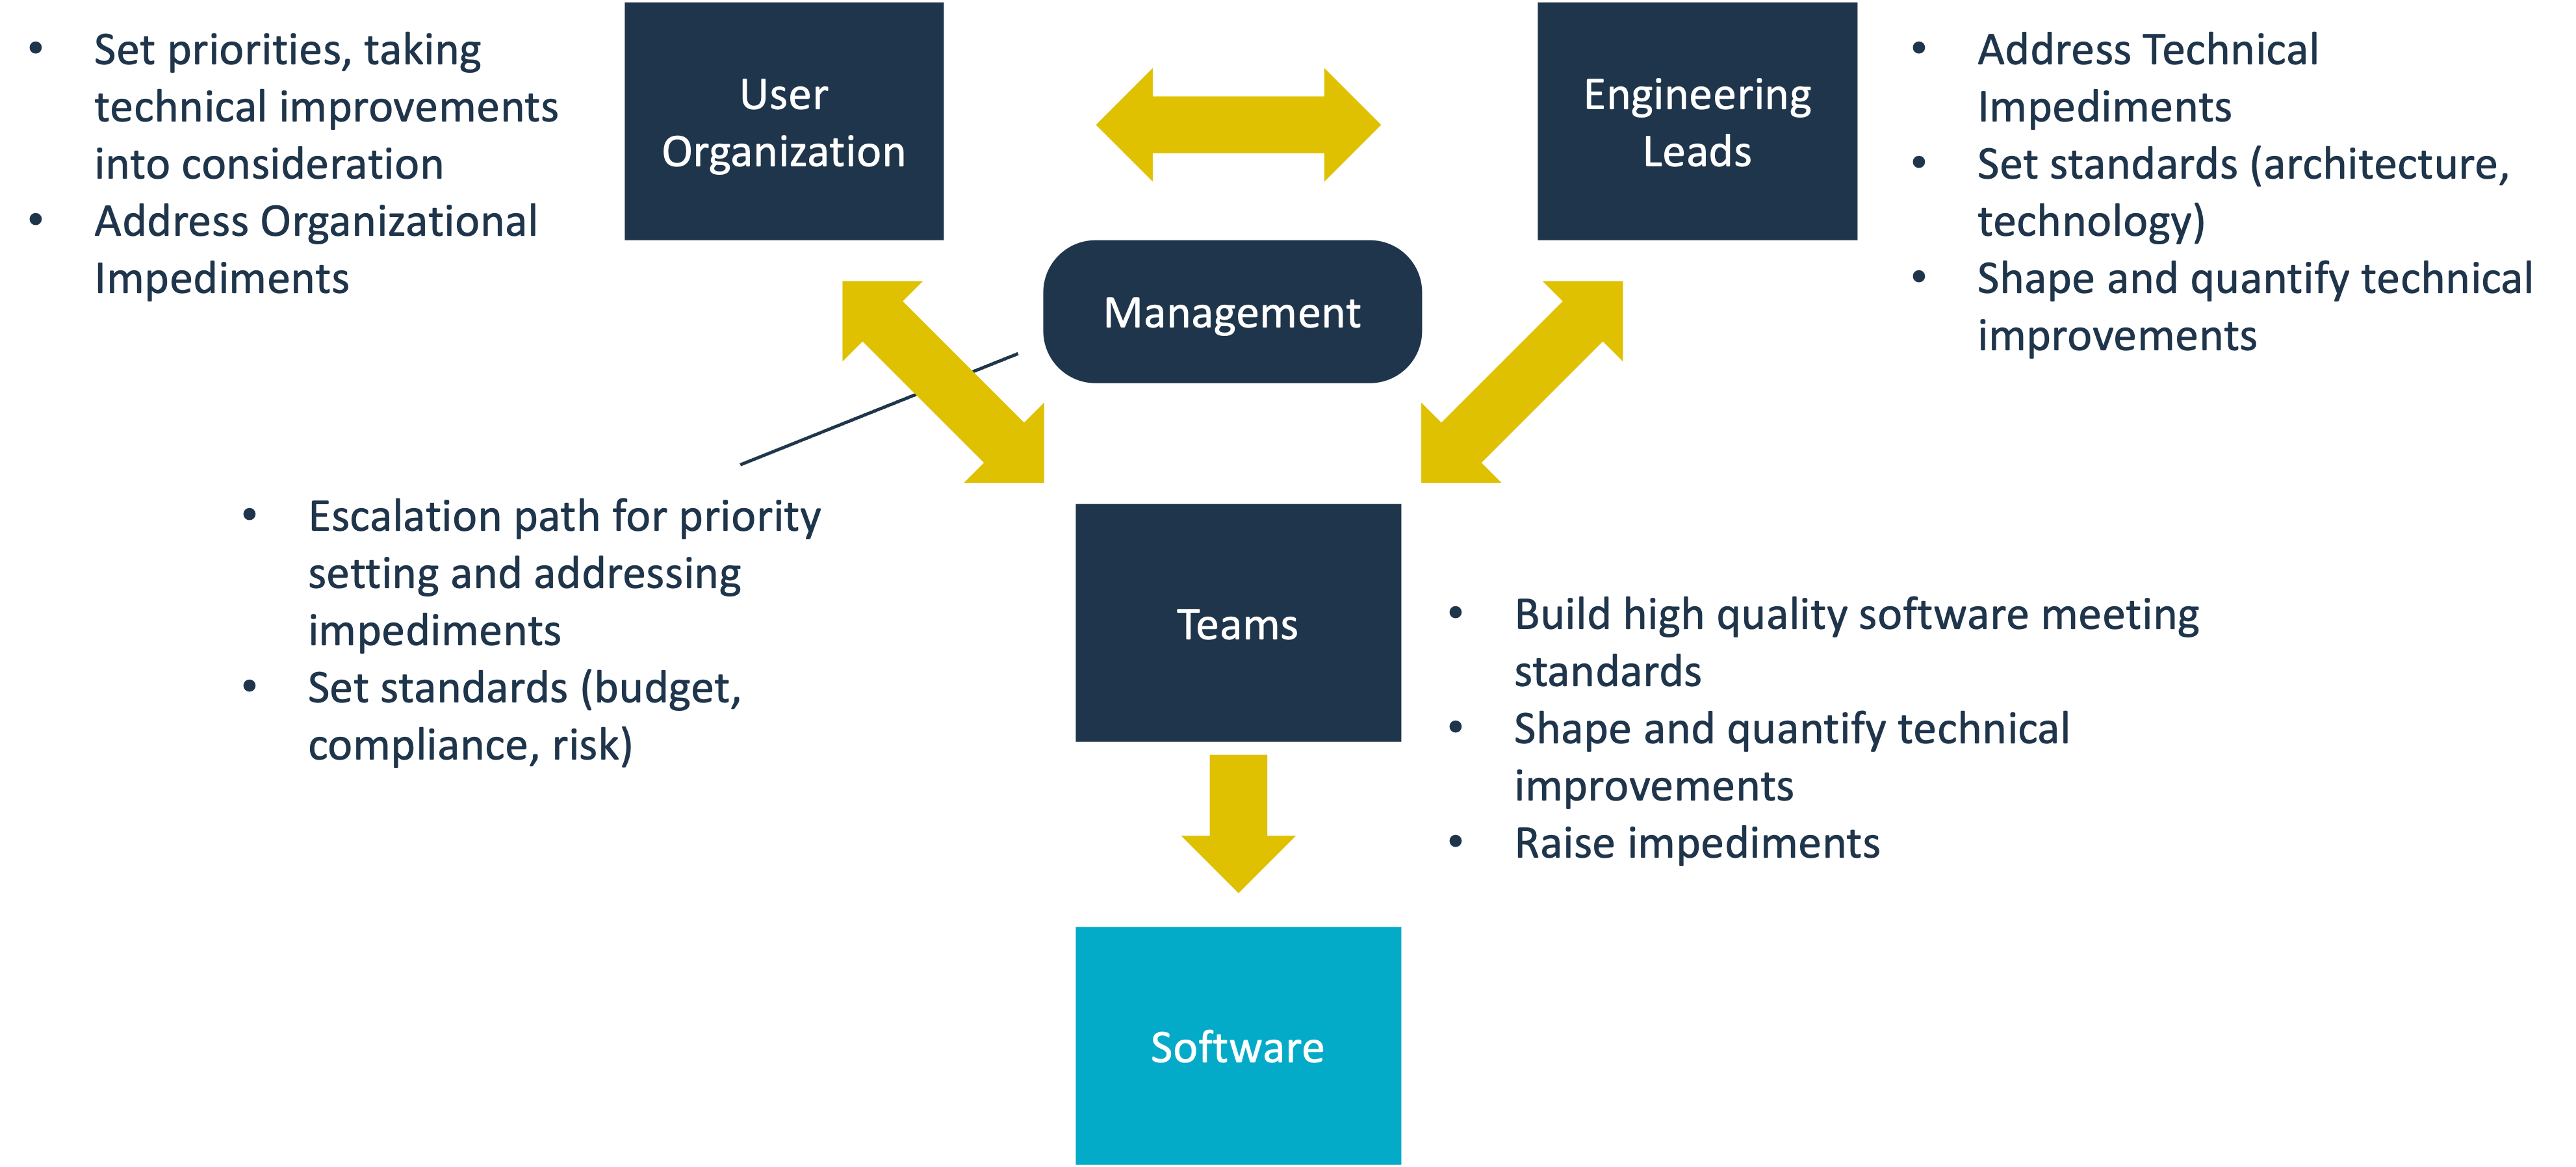 • Set priorities, taking
technical improvements
into consideration
• Address Organizational
Impediments
User
Organization
Engineering
Leads
• Address Technical
Impediments
• Set standards (architecture,
technology)
• Shape and quantify technical
improvements
Management
• Escalation path for priority
setting and addressing
impediments
• Set standards (budget,
compliance, risk)
Teams
• Build high quality software meeting
standards
• Shape and quantify technical
improvements
• Raise impediments
Software